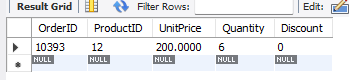 Result Grid Filter Rows: Edit:
OrderID ProductID UnitPrice Quantity Discount
10393 12 200.0000 6 0
NULL NULL NULL NULL NULL